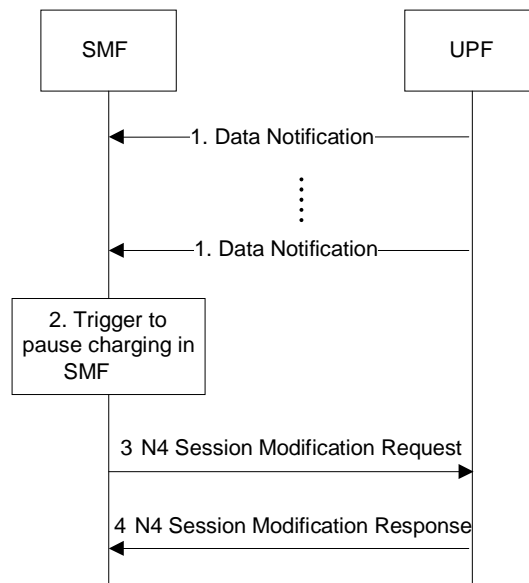 SMF
UPF
1. Data Notification
1. Data Notification
2. Trigger to
pause charging in
SMF
3 N4 Session Modification Request
4 N4 Session Modification Response